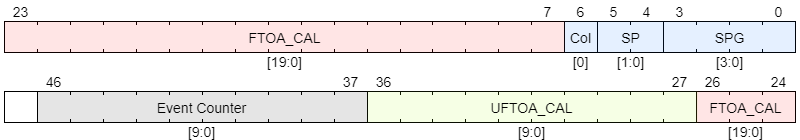 23 7 6 5 4 3 0
FTOA_CAL Col SP SPG
[19:0] [0] [1:0] [3:0]
46 37 36 27 26 24
Event Counter UFTOA_CAL FTOA_CAL
[9:0] [9:0] [19:0]